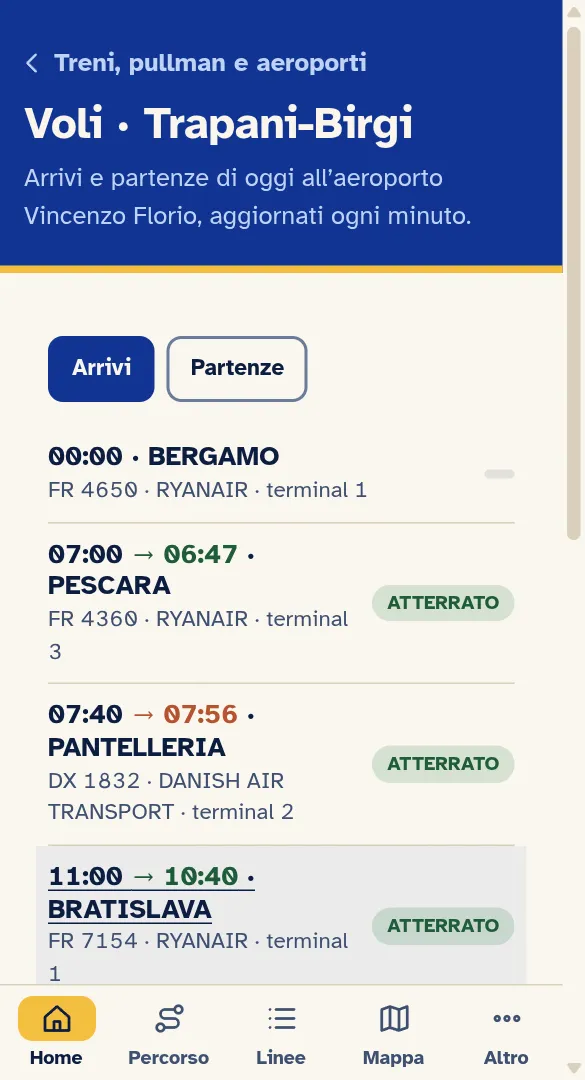 Treni, pullman e aeroporti
Voli · Trapani-Birgi
Arrivi e partenze di oggi all’aeroporto
Vincenzo Florio, aggiornati ogni minuto.
Arrivi
Partenze
00:00 · BERGAMO
FR 4650 · RYANAIR · terminal 1
07:00 → 06:47 ·
PESCARA
FR 4360 · RYANAIR · terminal
3
ATTERRATO
07:40 → 07:56 ·
PANTELLERIA
DX 1832 · DANISH AIR
TRANSPORT · terminal 2
ATTERRATO
11:00 → 10:40 ·
BRATISLAVA
FR 7154 · RYANAIR · terminal
1
ATTERRATO
Home
Percorso
Linee
Mappa
Altro